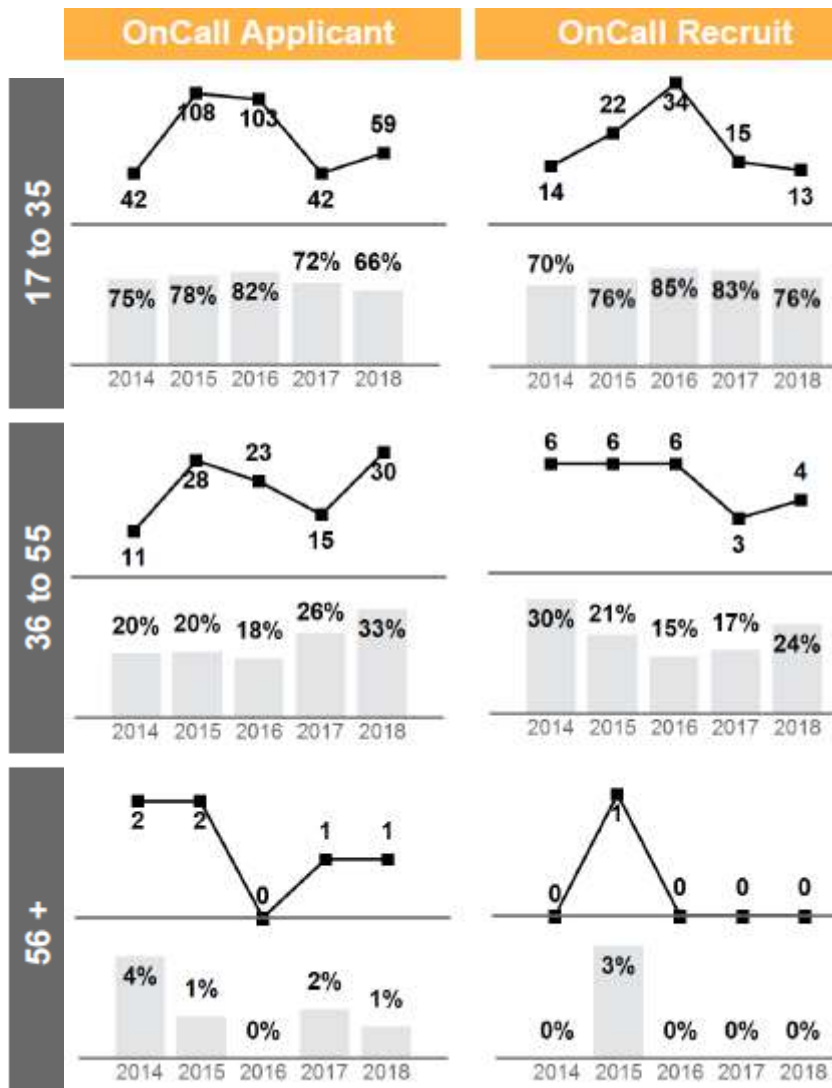 OnCall Applicant OnCall Recruit
17 to 35
42 108 103 42 59
14 22 34 15 13
75% 78% 82% 72% 66%
70% 76% 85% 83% 76%
2014 2015 2016 2017 2018
2014 2015 2016 2017 2018
36 to 55
11 28 23 15 30
6 6 6 3 4
20% 20% 18% 26% 33%
30% 21% 15% 17% 24%
2014 2015 2016 2017 2018
2014 2015 2016 2017 2018
56 +
2 2 0 1 1
0 1 0 0 0
4% 1% 0% 2% 1%
0% 3% 0% 0% 0%
2014 2015 2016 2017 2018
2014 2015 2016 2017 2018